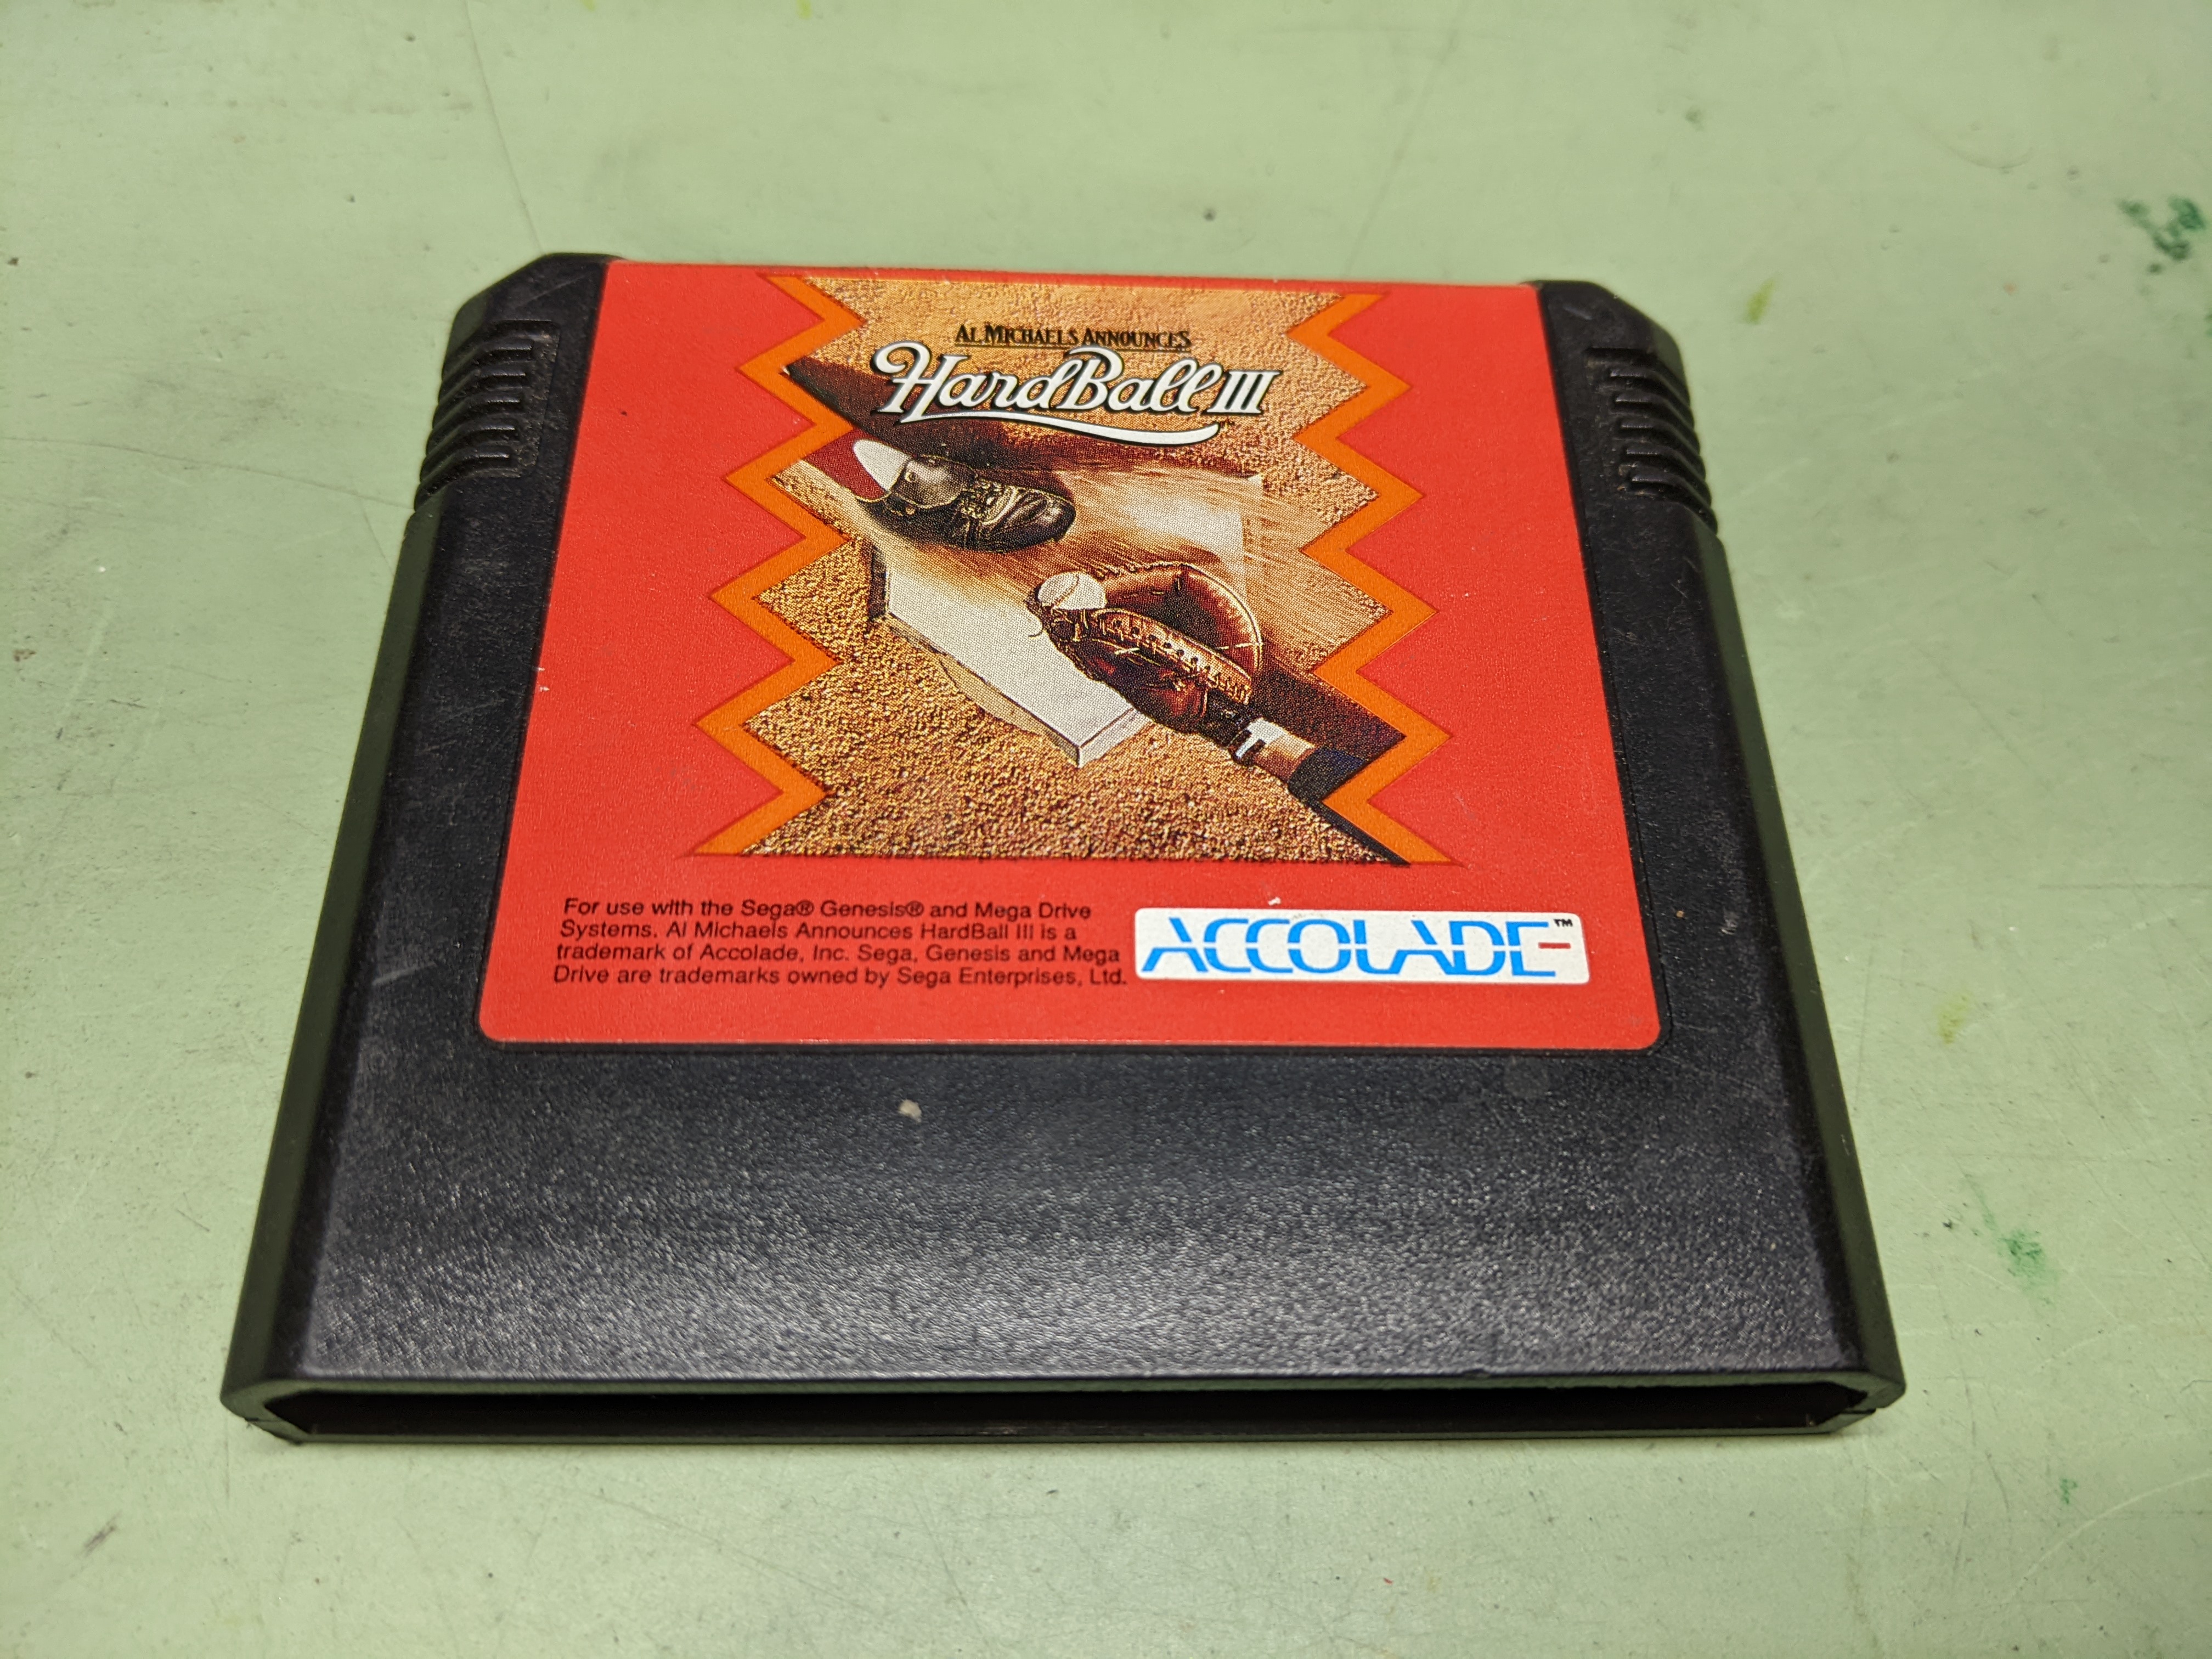 AL MICHAELS ANNOUNCES
HardBall III
For use with the Sega® Genesis® and Mega Drive
Systems. Al Michaels Announces HardBall III is a
trademark of Accolade, Inc. Sega, Genesis and Mega
Drive are trademarks owned by Sega Enterprises, Ltd.
ACCOLADE™